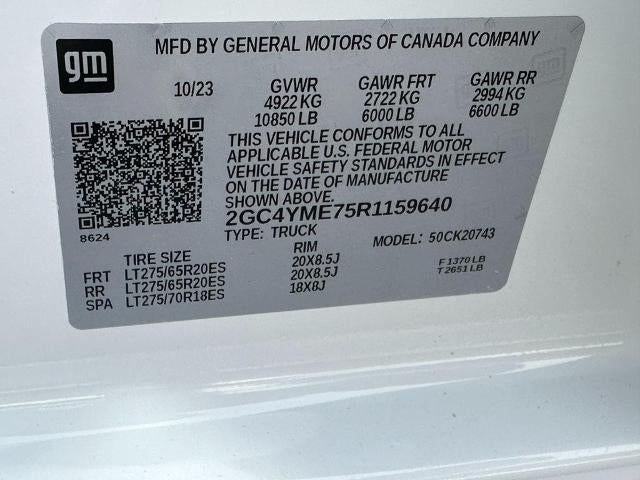 gm
MFD BY GENERAL MOTORS OF CANADA COMPANY
10/23 GVWR GAWR FRT GAWR RR
4922 KG 2722 KG 2994 KG
10850 LB 6000 LB 6600 LB
THIS VEHICLE CONFORMS TO ALL
APPLICABLE U.S. FEDERAL MOTOR
VEHICLE SAFETY STANDARDS IN EFFECT
ON THE DATE OF MANUFACTURE
SHOWN ABOVE.
2GC4YME75R1159640
8624 TYPE: TRUCK MODEL: 50CK20743
TIRE SIZE RIM
FRT LT275/65R20ES 20X8.5J F 1370 LB
RR LT275/65R20ES 20X8.5J T 2651 LB
SPA LT275/70R18ES 18X8J